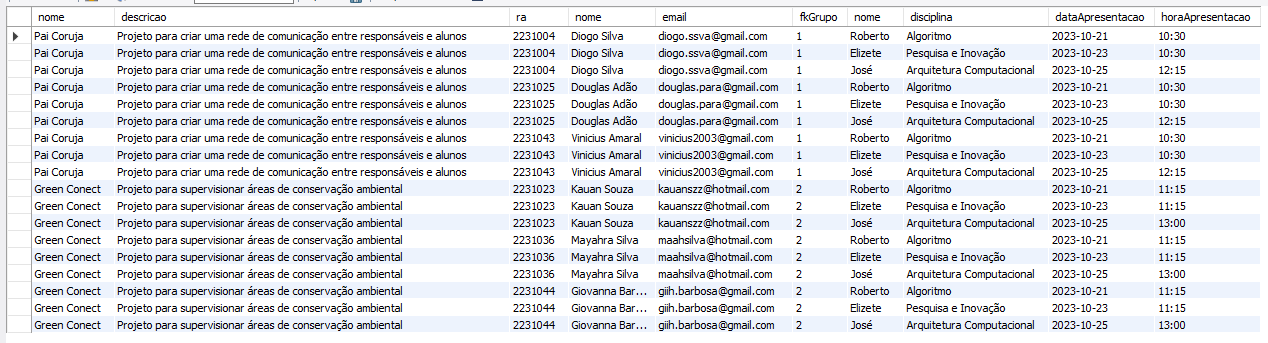 nome descricao ra nome email fkGrupo nome disciplina dataApresentacao horaApresentacao
Pai Coruja Projeto para criar uma rede de comunicação entre responsáveis e alunos 2231004 Diogo Silva diogo.ssva@gmail.com 1 Roberto Algoritmo 2023-10-21 10:30
Pai Coruja Projeto para criar uma rede de comunicação entre responsáveis e alunos 2231004 Diogo Silva diogo.ssva@gmail.com 1 Elizete Pesquisa e Inovação 2023-10-23 10:30
Pai Coruja Projeto para criar uma rede de comunicação entre responsáveis e alunos 2231004 Diogo Silva diogo.ssva@gmail.com 1 José Arquitetura Computacional 2023-10-25 12:15
Pai Coruja Projeto para criar uma rede de comunicação entre responsáveis e alunos 2231025 Douglas Adão douglas.para@gmail.com 1 Roberto Algoritmo 2023-10-21 10:30
Pai Coruja Projeto para criar uma rede de comunicação entre responsáveis e alunos 2231025 Douglas Adão douglas.para@gmail.com 1 Elizete Pesquisa e Inovação 2023-10-23 10:30
Pai Coruja Projeto para criar uma rede de comunicação entre responsáveis e alunos 2231025 Douglas Adão douglas.para@gmail.com 1 José Arquitetura Computacional 2023-10-25 12:15
Pai Coruja Projeto para criar uma rede de comunicação entre responsáveis e alunos 2231043 Vinicius Amaral vinicius2003@gmail.com 1 Roberto Algoritmo 2023-10-21 10:30
Pai Coruja Projeto para criar uma rede de comunicação entre responsáveis e alunos 2231043 Vinicius Amaral vinicius2003@gmail.com 1 Elizete Pesquisa e Inovação 2023-10-23 10:30
Pai Coruja Projeto para criar uma rede de comunicação entre responsáveis e alunos 2231043 Vinicius Amaral vinicius2003@gmail.com 1 José Arquitetura Computacional 2023-10-25 12:15
Green Conect Projeto para supervisionar áreas de conservação ambiental 2231023 Kauan Souza kauanszz@hotmail.com 2 Roberto Algoritmo 2023-10-21 11:15
Green Conect Projeto para supervisionar áreas de conservação ambiental 2231023 Kauan Souza kauanszz@hotmail.com 2 Elizete Pesquisa e Inovação 2023-10-23 11:15
Green Conect Projeto para supervisionar áreas de conservação ambiental 2231023 Kauan Souza kauanszz@hotmail.com 2 José Arquitetura Computacional 2023-10-25 13:00
Green Conect Projeto para supervisionar áreas de conservação ambiental 2231036 Mayahra Silva maahsilva@hotmail.com 2 Roberto Algoritmo 2023-10-21 11:15
Green Conect Projeto para supervisionar áreas de conservação ambiental 2231036 Mayahra Silva maahsilva@hotmail.com 2 Elizete Pesquisa e Inovação 2023-10-23 11:15
Green Conect Projeto para supervisionar áreas de conservação ambiental 2231036 Mayahra Silva maahsilva@hotmail.com 2 José Arquitetura Computacional 2023-10-25 13:00
Green Conect Projeto para supervisionar áreas de conservação ambiental 2231044 Giovanna Bar... giih.barbosa@gmail.com 2 Roberto Algoritmo 2023-10-21 11:15
Green Conect Projeto para supervisionar áreas de conservação ambiental 2231044 Giovanna Bar... giih.barbosa@gmail.com 2 Elizete Pesquisa e Inovação 2023-10-23 11:15
Green Conect Projeto para supervisionar áreas de conservação ambiental 2231044 Giovanna Bar... giih.barbosa@gmail.com 2 José Arquitetura Computacional 2023-10-25 13:00